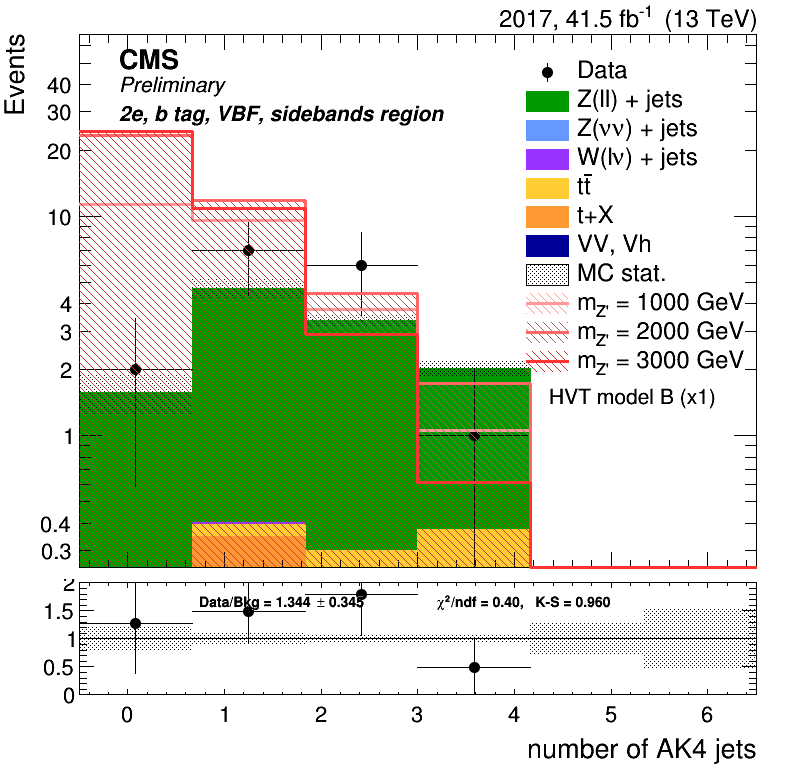 2017, 41.5 fb⁻¹ (13 TeV)
Events
CMS
Preliminary
2e, b tag, VBF, sidebands region
Data
Z(ll) + jets
Z(νν) + jets
W(lν) + jets
tt̄
t+X
VV, Vh
MC stat.
m_Z' = 1000 GeV
m_Z' = 2000 GeV
m_Z' = 3000 GeV
HVT model B (x1)
40
30
20
10
4
3
2
1
0.4
0.3
Data/Bkg = 1.344 ± 0.345
χ²/ndf = 0.40, K-S = 0.960
2
1.5
1
0.5
0
0 1 2 3 4 5 6
number of AK4 jets